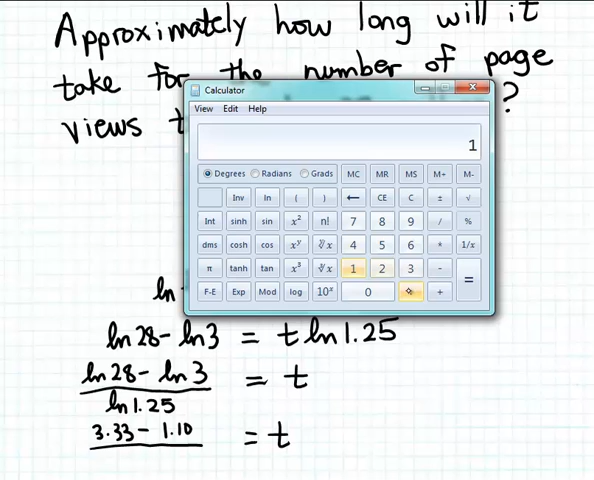 Approximately how long will it
take for the number of page
views t ?
Calculator
View Edit Help
1
Degrees Radians Grads MC MR MS M+ M-
Inv ln ( ) ← CE C ± √
Int sinh sin x² n! 7 8 9 / %
dms cosh cos xʸ ʸ√x 4 5 6 * 1/x
π tanh tan x³ ³√x 1 2 3 - =
F-E Exp Mod log 10ˣ 0 +
ln
ln 28 - ln 3 = t ln 1.25
ln 28 - ln 3 = t
ln 1.25
3.33 - 1.10 = t